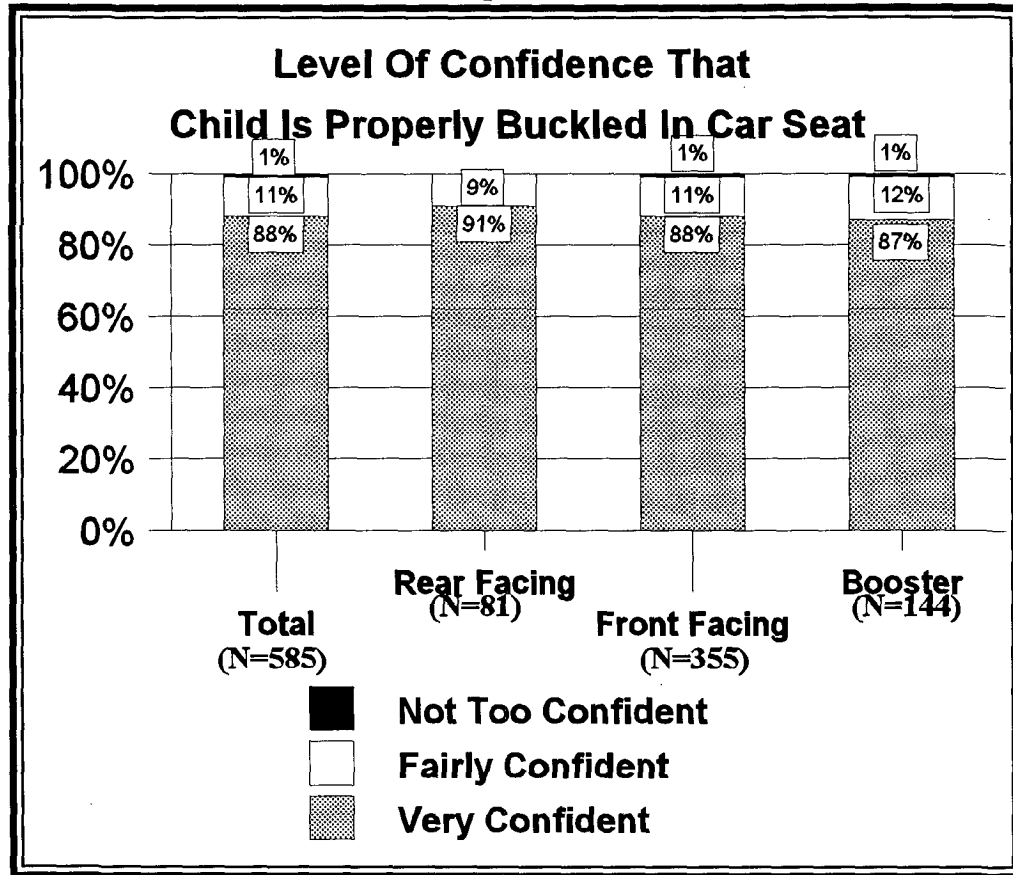 Level Of Confidence That
Child Is Properly Buckled In Car Seat
1%
1%
1%
100%
11%
9%
11%
12%
88%
91%
88%
87%
80%
60%
40%
20%
0%
Rear Facing
(N=81)
Booster
(N=144)
Total
(N=585)
Front Facing
(N=355)
Not Too Confident
Fairly Confident
Very Confident